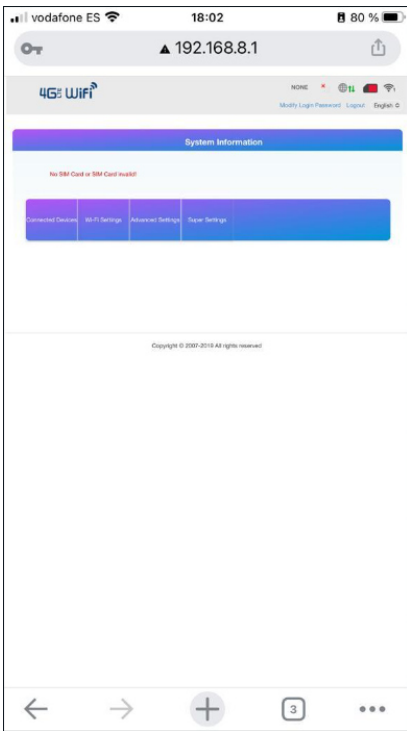 vodafone ES 18:02 80 %
192.168.8.1
4G WiFi NONE
Modify Login Password Logout English
System Information
No SIM Card or SIM Card invalid!
Connected Devices Wi-Fi Settings Advanced Settings Super Settings
Copyright © 2007-2019 All rights reserved
3